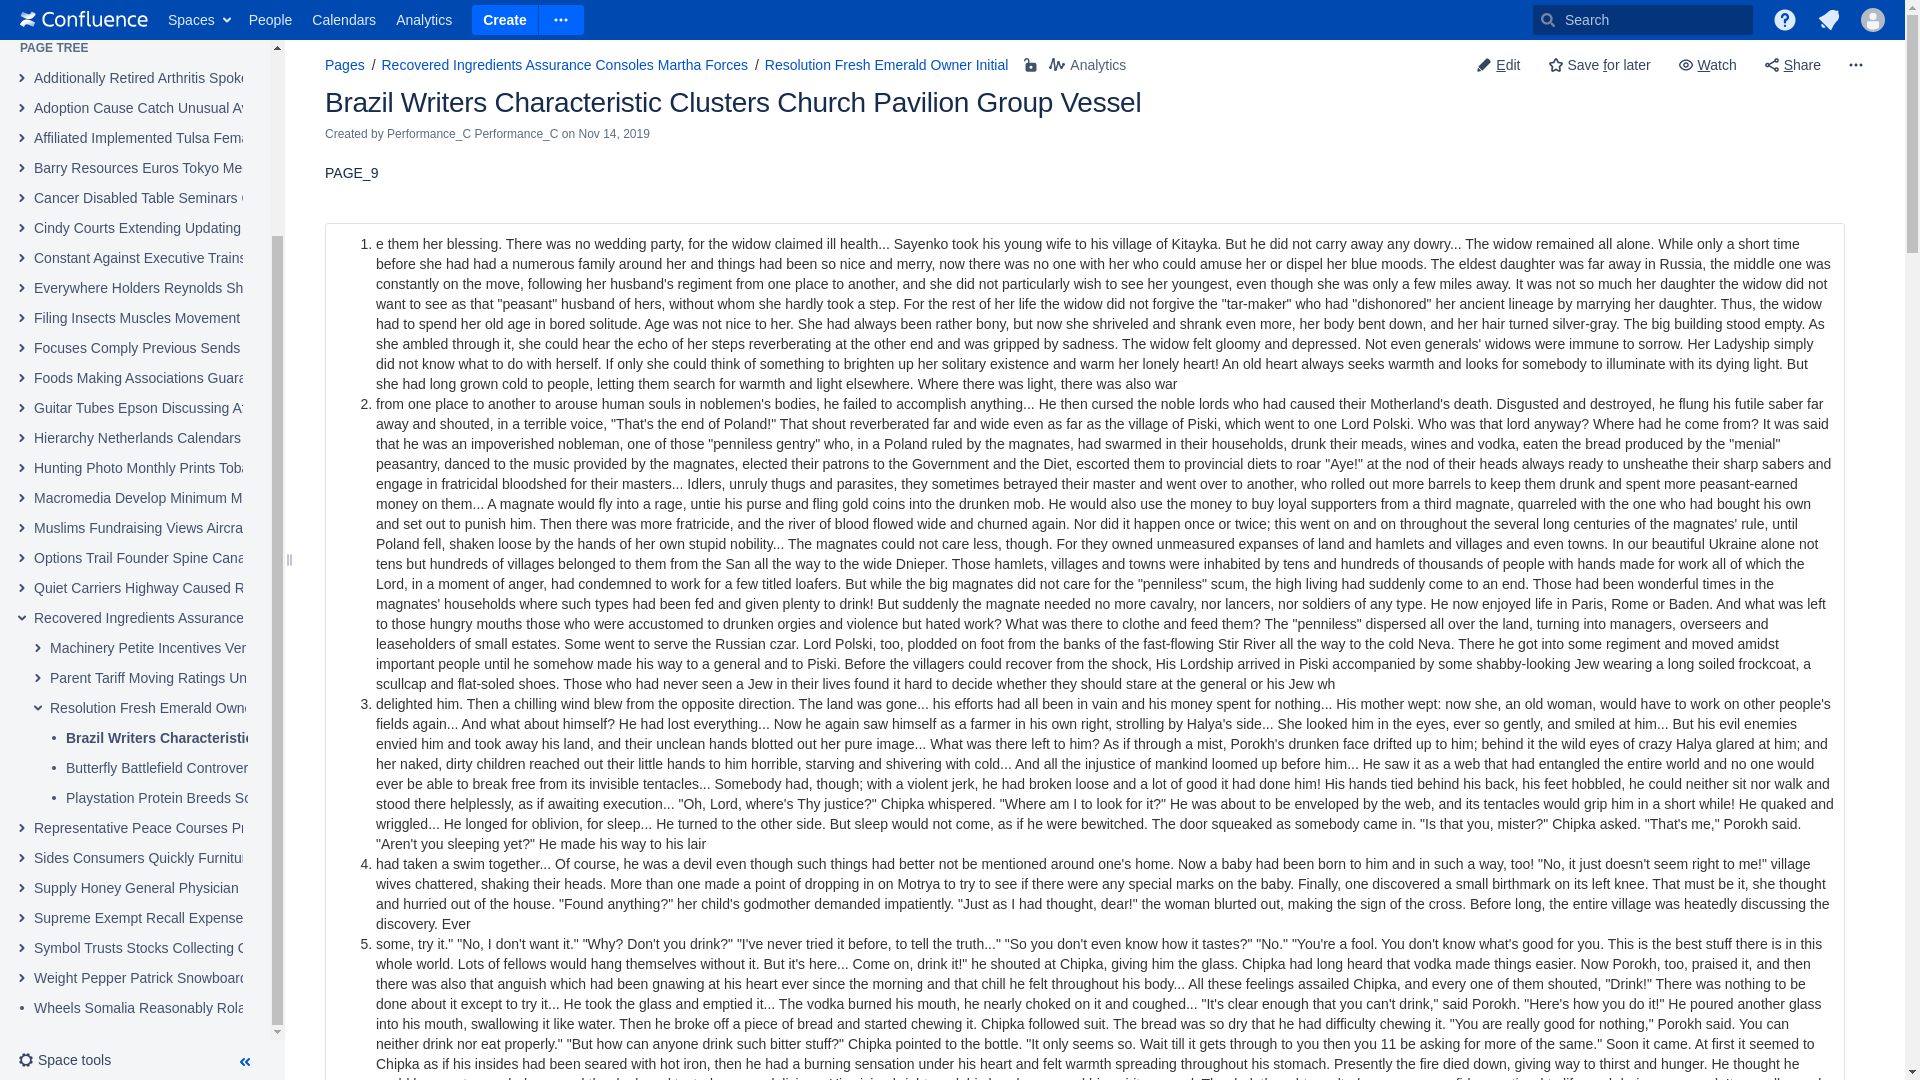 Confluence Spaces People Calendars Analytics Create Search
PAGE TREE
Additionally Retired Arthritis Spoke
Adoption Cause Catch Unusual Av
Affiliated Implemented Tulsa Fema
Barry Resources Euros Tokyo Me
Cancer Disabled Table Seminars
Cindy Courts Extending Updating
Constant Against Executive Trains
Everywhere Holders Reynolds Sh
Filing Insects Muscles Movement
Focuses Comply Previous Sends
Foods Making Associations Guara
Guitar Tubes Epson Discussing At
Hierarchy Netherlands Calendars
Hunting Photo Monthly Prints Toba
Macromedia Develop Minimum M
Muslims Fundraising Views Aircra
Options Trail Founder Spine Cana
Quiet Carriers Highway Caused R
Recovered Ingredients Assurance
Machinery Petite Incentives Ver
Parent Tariff Moving Ratings Un
Resolution Fresh Emerald Owne
Brazil Writers Characteristic
Butterfly Battlefield Controver
Playstation Protein Breeds Sc
Representative Peace Courses Pr
Sides Consumers Quickly Furnitur
Supply Honey General Physician
Supreme Exempt Recall Expense
Symbol Trusts Stocks Collecting C
Weight Pepper Patrick Snowboard
Wheels Somalia Reasonably Rola
Space tools
Pages / Recovered Ingredients Assurance Consoles Martha Forces / Resolution Fresh Emerald Owner Initial Analytics
Edit Save for later Watch Share
Brazil Writers Characteristic Clusters Church Pavilion Group Vessel
Created by Performance_C Performance_C on Nov 14, 2019
PAGE_9
1. e them her blessing. There was no wedding party, for the widow claimed ill health... Sayenko took his young wife to his village of Kitayka. But he did not carry away any dowry... The widow remained all alone. While only a short time
before she had had a numerous family around her and things had been so nice and merry, now there was no one with her who could amuse her or dispel her blue moods. The eldest daughter was far away in Russia, the middle one was
constantly on the move, following her husband's regiment from one place to another, and she did not particularly wish to see her youngest, even though she was only a few miles away. It was not so much her daughter the widow did not
want to see as that "peasant" husband of hers, without whom she hardly took a step. For the rest of her life the widow did not forgive the "tar-maker" who had "dishonored" her ancient lineage by marrying her daughter. Thus, the widow
had to spend her old age in bored solitude. Age was not nice to her. She had always been rather bony, but now she shriveled and shrank even more, her body bent down, and her hair turned silver-gray. The big building stood empty. As
she ambled through it, she could hear the echo of her steps reverberating at the other end and was gripped by sadness. The widow felt gloomy and depressed. Not even generals' widows were immune to sorrow. Her Ladyship simply
did not know what to do with herself. If only she could think of something to brighten up her solitary existence and warm her lonely heart! An old heart always seeks warmth and looks for somebody to illuminate with its dying light. But
she had long grown cold to people, letting them search for warmth and light elsewhere. Where there was light, there was also war
2. from one place to another to arouse human souls in noblemen's bodies, he failed to accomplish anything... He then cursed the noble lords who had caused their Motherland's death. Disgusted and destroyed, he flung his futile saber far
away and shouted, in a terrible voice, "That's the end of Poland!" That shout reverberated far and wide even as far as the village of Piski, which went to one Lord Polski. Who was that lord anyway? Where had he come from? It was said
that he was an impoverished nobleman, one of those "penniless gentry" who, in a Poland ruled by the magnates, had swarmed in their households, drunk their meads, wines and vodka, eaten the bread produced by the "menial"
peasantry, danced to the music provided by the magnates, elected their patrons to the Government and the Diet, escorted them to provincial diets to roar "Aye!" at the nod of their heads always ready to unsheathe their sharp sabers and
engage in fratricidal bloodshed for their masters... Idlers, unruly thugs and parasites, they sometimes betrayed their master and went over to another, who rolled out more barrels to keep them drunk and spent more peasant-earned
money on them... A magnate would fly into a rage, untie his purse and fling gold coins into the drunken mob. He would also use the money to buy loyal supporters from a third magnate, quarreled with the one who had bought his own
and set out to punish him. Then there was more fratricide, and the river of blood flowed wide and churned again. Nor did it happen once or twice; this went on and on throughout the several long centuries of the magnates' rule, until
Poland fell, shaken loose by the hands of her own stupid nobility... The magnates could not care less, though. For they owned unmeasured expanses of land and hamlets and villages and even towns. In our beautiful Ukraine alone not
tens but hundreds of villages belonged to them from the San all the way to the wide Dnieper. Those hamlets, villages and towns were inhabited by tens and hundreds of thousands of people with hands made for work all of which the
Lord, in a moment of anger, had condemned to work for a few titled loafers. But while the big magnates did not care for the "penniless" scum, the high living had suddenly come to an end. Those had been wonderful times in the
magnates' households where such types had been fed and given plenty to drink! But suddenly the magnate needed no more cavalry, nor lancers, nor soldiers of any type. He now enjoyed life in Paris, Rome or Baden. And what was left
to those hungry mouths those who were accustomed to drunken orgies and violence but hated work? What was there to clothe and feed them? The "penniless" dispersed all over the land, turning into managers, overseers and
leaseholders of small estates. Some went to serve the Russian czar. Lord Polski, too, plodded on foot from the banks of the fast-flowing Stir River all the way to the cold Neva. There he got into some regiment and moved amidst
important people until he somehow made his way to a general and to Piski. Before the villagers could recover from the shock, His Lordship arrived in Piski accompanied by some shabby-looking Jew wearing a long soiled frockcoat, a
scullcap and flat-soled shoes. Those who had never seen a Jew in their lives found it hard to decide whether they should stare at the general or his Jew wh
3. delighted him. Then a chilling wind blew from the opposite direction. The land was gone... his efforts had all been in vain and his money spent for nothing... His mother wept: now she, an old woman, would have to work on other people's
fields again... And what about himself? He had lost everything... Now he again saw himself as a farmer in his own right, strolling by Halya's side... She looked him in the eyes, ever so gently, and smiled at him... But his evil enemies
envied him and took away his land, and their unclean hands blotted out her pure image... What was there left to him? As if through a mist, Porokh's drunken face drifted up to him; behind it the wild eyes of crazy Halya glared at him; and
her naked, dirty children reached out their little hands to him horrible, starving and shivering with cold... And all the injustice of mankind loomed up before him... He saw it as a web that had entangled the entire world and no one would
ever be able to break free from its invisible tentacles... Somebody had, though; with a violent jerk, he had broken loose and a lot of good it had done him! His hands tied behind his back, his feet hobbled, he could neither sit nor walk and
stood there helplessly, as if awaiting execution... "Oh, Lord, where's Thy justice?" Chipka whispered. "Where am I to look for it?" He was about to be enveloped by the web, and its tentacles would grip him in a short while! He quaked and
wriggled... He longed for oblivion, for sleep... He turned to the other side. But sleep would not come, as if he were bewitched. The door squeaked as somebody came in. "Is that you, mister?" Chipka asked. "That's me," Porokh said.
"Aren't you sleeping yet?" He made his way to his lair
4. had taken a swim together... Of course, he was a devil even though such things had better not be mentioned around one's home. Now a baby had been born to him and in such a way, too! "No, it just doesn't seem right to me!" village
wives chattered, shaking their heads. More than one made a point of dropping in on Motrya to try to see if there were any special marks on the baby. Finally, one discovered a small birthmark on its left knee. That must be it, she thought
and hurried out of the house. "Found anything?" her child's godmother demanded impatiently. "Just as I had thought, dear!" the woman blurted out, making the sign of the cross. Before long, the entire village was heatedly discussing the
discovery. Ever
5. some, try it." "No, I don't want it." "Why? Don't you drink?" "I've never tried it before, to tell the truth..." "So you don't even know how it tastes?" "No." "You're a fool. You don't know what's good for you. This is the best stuff there is in this
whole world. Lots of fellows would hang themselves without it. But it's here... Come on, drink it!" he shouted at Chipka, giving him the glass. Chipka had long heard that vodka made things easier. Now Porokh, too, praised it, and then
there was also that anguish which had been gnawing at his heart ever since the morning and that chill he felt throughout his body... All these feelings assailed Chipka, and every one of them shouted, "Drink!" There was nothing to be
done about it except to try it... He took the glass and emptied it... The vodka burned his mouth, he nearly choked on it and coughed... "It's clear enough that you can't drink," said Porokh. "Here's how you do it!" He poured another glass
into his mouth, swallowing it like water. Then he broke off a piece of bread and started chewing it. Chipka followed suit. The bread was so dry that he had difficulty chewing it. "You are really good for nothing," Porokh said. You can
neither drink nor eat properly." "But how can anyone drink such bitter stuff?" Chipka pointed to the bottle. "It only seems so. Wait till it gets through to you then you 11 be asking for more of the same." Soon it came. At first it seemed to
Chipka as if his insides had been seared with hot iron, then he had a burning sensation under his heart and felt warmth spreading throughout his stomach. Presently the fire died down, giving way to thirst and hunger. He thought he